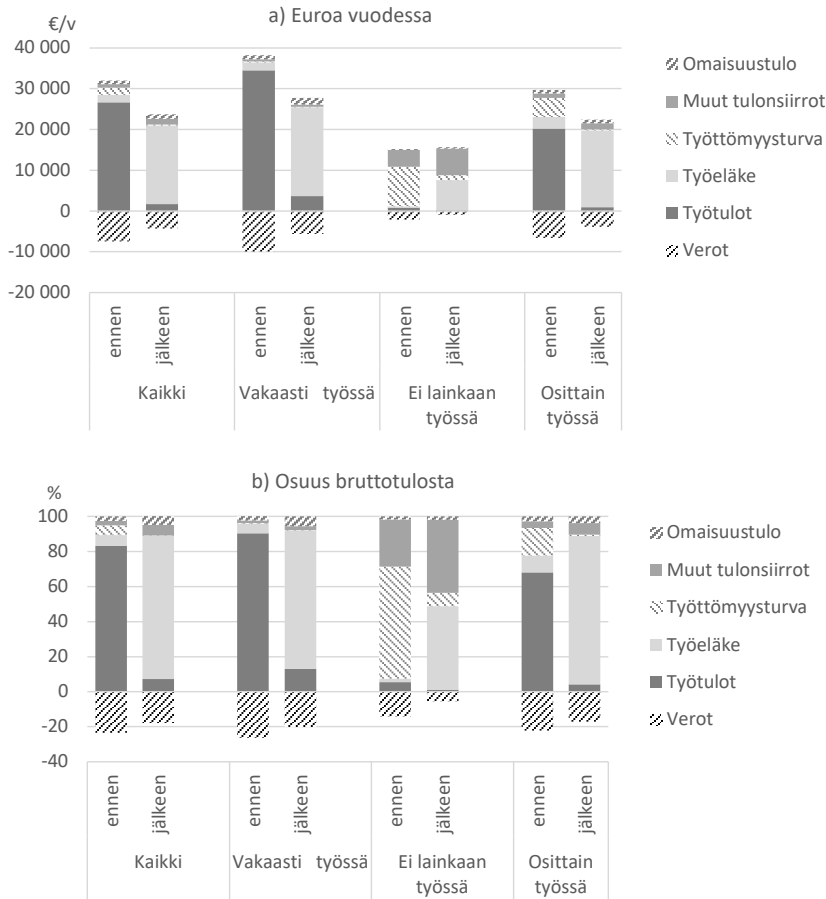 a) Euroa vuodessa
€/v
40 000
30 000
20 000
10 000
0
-10 000
-20 000
Omaisuustulo
Muut tulonsiirrot
Työttömyysturva
Työeläke
Työtulot
Verot
ennen jälkeen ennen jälkeen ennen jälkeen ennen jälkeen
Kaikki Vakaasti työssä Ei lainkaan työssä Osittain työssä
b) Osuus bruttotulosta
%
100
80
60
40
20
0
-20
-40
Omaisuustulo
Muut tulonsiirrot
Työttömyysturva
Työeläke
Työtulot
Verot
ennen jälkeen ennen jälkeen ennen jälkeen ennen jälkeen
Kaikki Vakaasti työssä Ei lainkaan työssä Osittain työssä